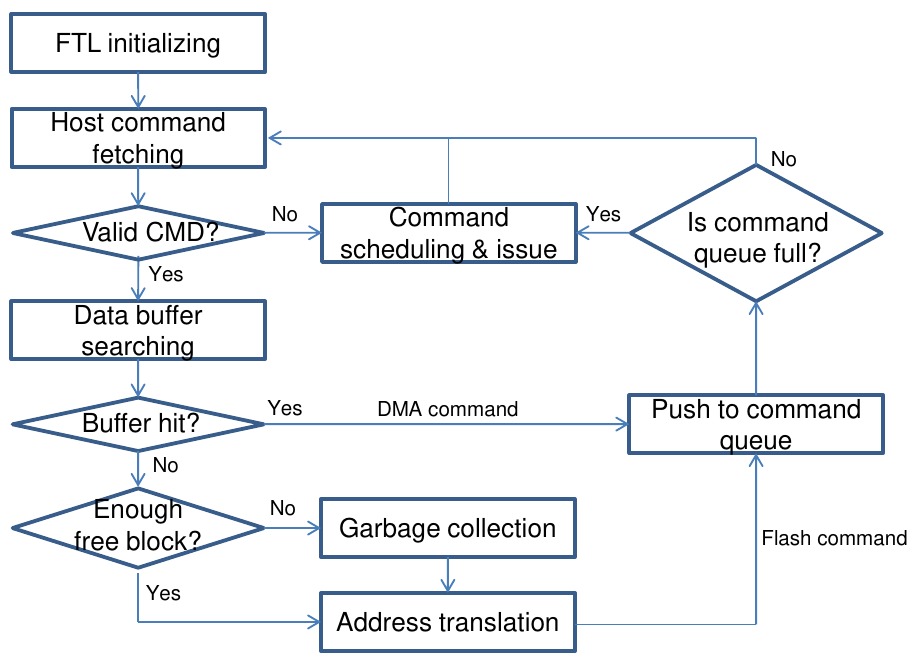 FTL initializing
Host command
fetching
No
Valid CMD?
No
Command
scheduling & issue
Yes
Is command
queue full?
Yes
Data buffer
searching
Buffer hit?
Yes
DMA command
Push to command
queue
No
Enough
free block?
No
Garbage collection
Flash command
Yes
Address translation